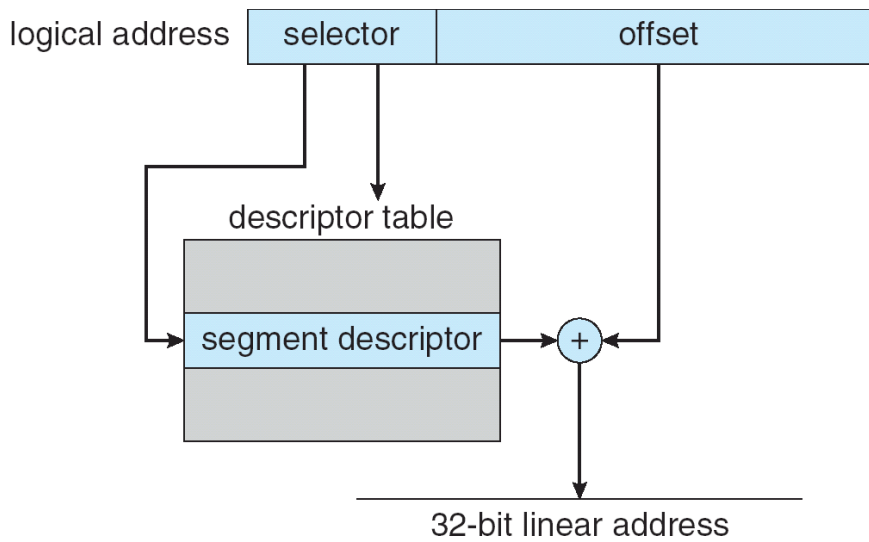 logical address selector offset
descriptor table
segment descriptor +
32-bit linear address